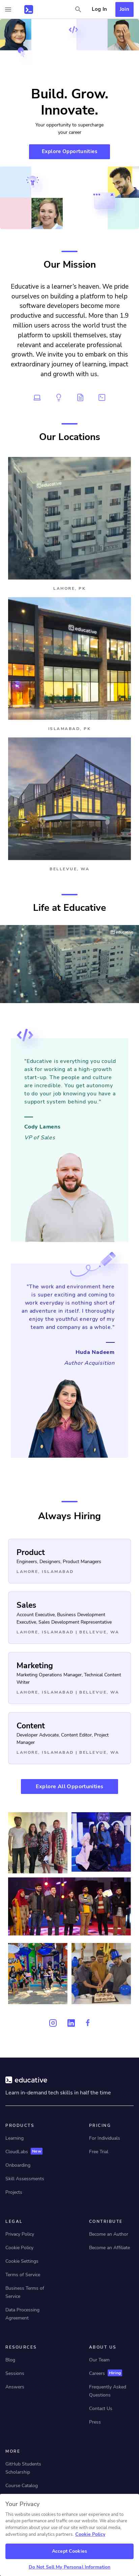 Log In
Join
Build. Grow.
Innovate.
Your opportunity to supercharge
your career
Explore Opportunities
Our Mission
Educative is a learner's haven. We pride
ourselves on building a platform to help
software developers become more
productive and successful. More than 1.9
million users across the world trust the
platform to upskill themselves, stay
relevant and accelerate professional
growth. We invite you to embark on this
extraordinary journey of learning, impact
and growth with us.
Our Locations
LAHORE, PK
educative
ISLAMABAD, PK
BELLEVUE, WA
Life at Educative
educative
"Educative is everything you could
ask for working at a high-growth
start-up. The people and culture
are incredible. You get autonomy
to do your job knowing you have a
support system behind you."
Cody Lamens
VP of Sales
"The work and environment here
is super exciting and coming to
work everyday is nothing short of
an adventure in itself. I thoroughly
enjoy the youthful energy of my
team and company as a whole."
Huda Nadeem
Author Acquisition
Always Hiring
Product
Engineers, Designers, Product Managers
LAHORE, ISLAMABAD
Sales
Account Executive, Business Development
Executive, Sales Development Representative
LAHORE, ISLAMABAD | BELLEVUE, WA
Marketing
Marketing Operations Manager, Technical Content
Writer
LAHORE, ISLAMABAD | BELLEVUE, WA
Content
Developer Advocate, Content Editor, Project
Manager
LAHORE, ISLAMABAD | BELLEVUE, WA
Explore All Opportunities
educative
Learn in-demand tech skills in half the time
PRODUCTS
Learning
CloudLabs New
Onboarding
Skill Assessments
Projects
PRICING
For Individuals
Free Trial
LEGAL
Privacy Policy
Cookie Policy
Cookie Settings
Terms of Service
Business Terms of
Service
Data Processing
Agreement
CONTRIBUTE
Become an Author
Become an Affiliate
RESOURCES
Blog
Sessions
Answers
ABOUT US
Our Team
Careers Hiring
Frequently Asked
Questions
Contact Us
Press
MORE
GitHub Students
Scholarship
Course Catalog
Your Privacy
This website uses cookies to enhance user experience and to
analyze performance and traffic on our website. We also share
information about your use of our site with our social media,
advertising and analytics partners. Cookie Policy
Accept Cookies
Do Not Sell My Personal Information